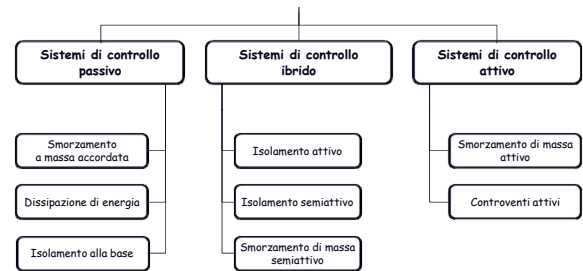 Sistemi di controllo
passivo
Smorzamento
a massa accordata
Dissipazione di energia
Isolamento alla base
Sistemi di controllo
ibrido
Isolamento attivo
Isolamento semiattivo
Smorzamento di massa
semiattivo
Sistemi di controllo
attivo
Smorzamento di massa
attivo
Controventi attivi